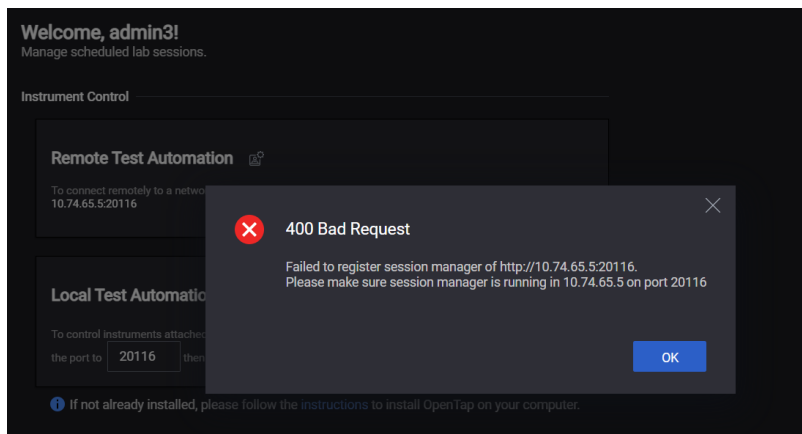 Welcome, admin3!
Manage scheduled lab sessions.
Instrument Control
Remote Test Automation
To connect remotely to a netwo
10.74.65.5:20116
400 Bad Request
Failed to register session manager of http://10.74.65.5:20116.
Please make sure session manager is running in 10.74.65.5 on port 20116
OK
Local Test Automatio
To control instruments attached
the port to 20116 then
If not already installed, please follow the instructions to install OpenTap on your computer.